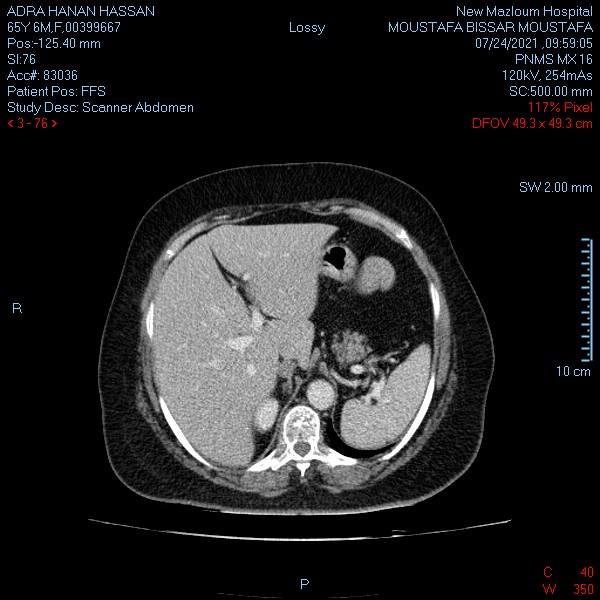 ADRA HANAN HASSAN
65Y 6M,F,00399667
Pos:-125.40 mm
SI:76
Acc#: 83036
Patient Pos: FFS
Study Desc: Scanner Abdomen
< 3 - 76 >
Lossy
New Mazloum Hospital
MOUSTAFA BISSAR MOUSTAFA
07/24/2021 ,09:59:05
PNMS MX 16
120kV, 254mAs
SC:500.00 mm
117% Pixel
DFOV 49.3 x 49.3 cm
SW 2.00 mm
R
10 cm
P
C 40
W 350